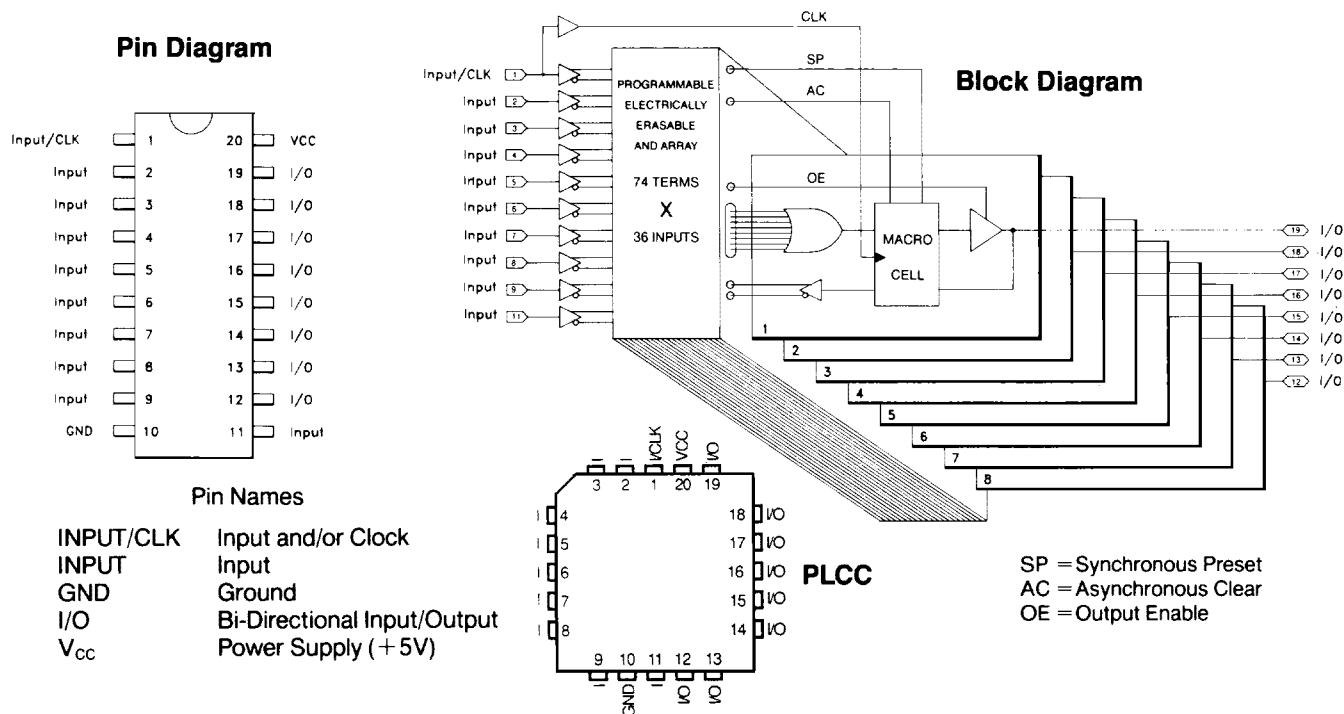 Pin Diagram
Input/CLK 1 20 VCC
Input 2 19 I/O
Input 3 18 I/O
Input 4 17 I/O
Input 5 16 I/O
Input 6 15 I/O
Input 7 14 I/O
Input 8 13 I/O
Input 9 12 I/O
GND 10 11 Input
Pin Names
INPUT/CLK Input and/or Clock
INPUT Input
GND Ground
I/O Bi-Directional Input/Output
VCC Power Supply (+5V)
Block Diagram
CLK
SP
AC
OE
Input/CLK 1
Input 2
Input 3
Input 4
Input 5
Input 6
Input 7
Input 8
Input 9
Input 11
PROGRAMMABLE
ELECTRICALLY
ERASABLE
AND ARRAY
74 TERMS
X
36 INPUTS
MACRO
CELL
1
2
3
4
5
6
7
8
19 I/O
18 I/O
17 I/O
16 I/O
15 I/O
14 I/O
13 I/O
12 I/O
I I I/CLK VCC I/O
3 2 1 20 19
I 4 18 I/O
I 5 17 I/O
I 6 16 I/O
I 7 15 I/O
I 8 14 I/O
9 10 11 12 13
I GND I I/O I/O
PLCC
SP = Synchronous Preset
AC = Asynchronous Clear
OE = Output Enable